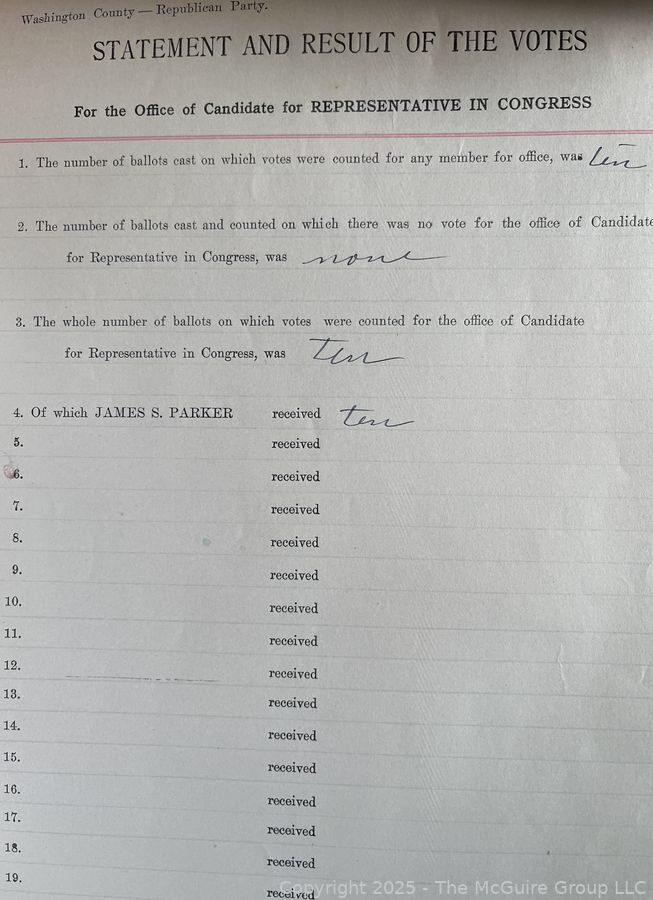 Washington County — Republican Party.
STATEMENT AND RESULT OF THE VOTES
For the Office of Candidate for REPRESENTATIVE IN CONGRESS
1. The number of ballots cast on which votes were counted for any member for office, was ten
2. The number of ballots cast and counted on which there was no vote for the office of Candidate
for Representative in Congress, was none
3. The whole number of ballots on which votes were counted for the office of Candidate
for Representative in Congress, was Ten
4. Of which JAMES S. PARKER received ten
5. received
6. received
7. received
8. received
9. received
10. received
11. received
12. received
13. received
14. received
15. received
16. received
17. received
18. received
19. received
Copyright 2025 - The McGuire Group LLC